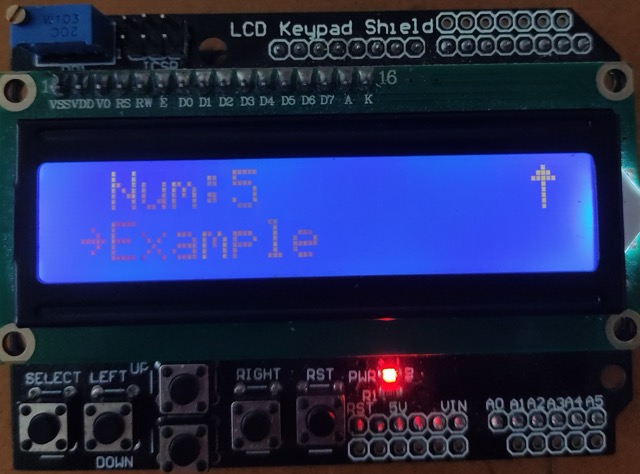 W103
20C
LCD Keypad Shield
ICSP
1 16
VSS VDD V0 RS RW E D0 D1 D2 D3 D4 D5 D6 D7 A K
Num:5 ↑
→Example
SELECT LEFT UP RIGHT RST PWR
R1
RST 5V VIN A0 A1 A2 A3 A4 A5
DOWN